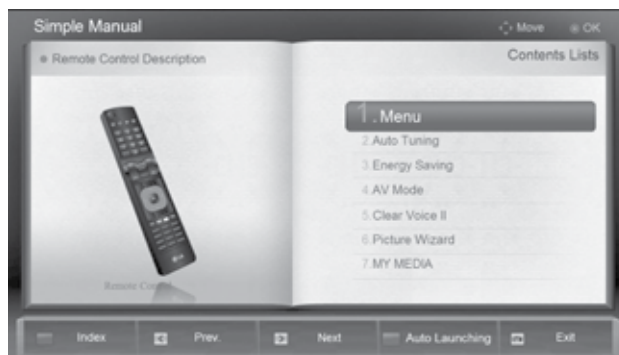 Simple Manual
Move
OK
Remote Control Description
Contents Lists
1. Menu
2.Auto Tuning
3.Energy Saving
4.AV Mode
5.Clear Voice II
6.Picture Wizard
7.MY MEDIA
LG
Remote Control
Index
Prev.
Next
Auto Launching
Exit